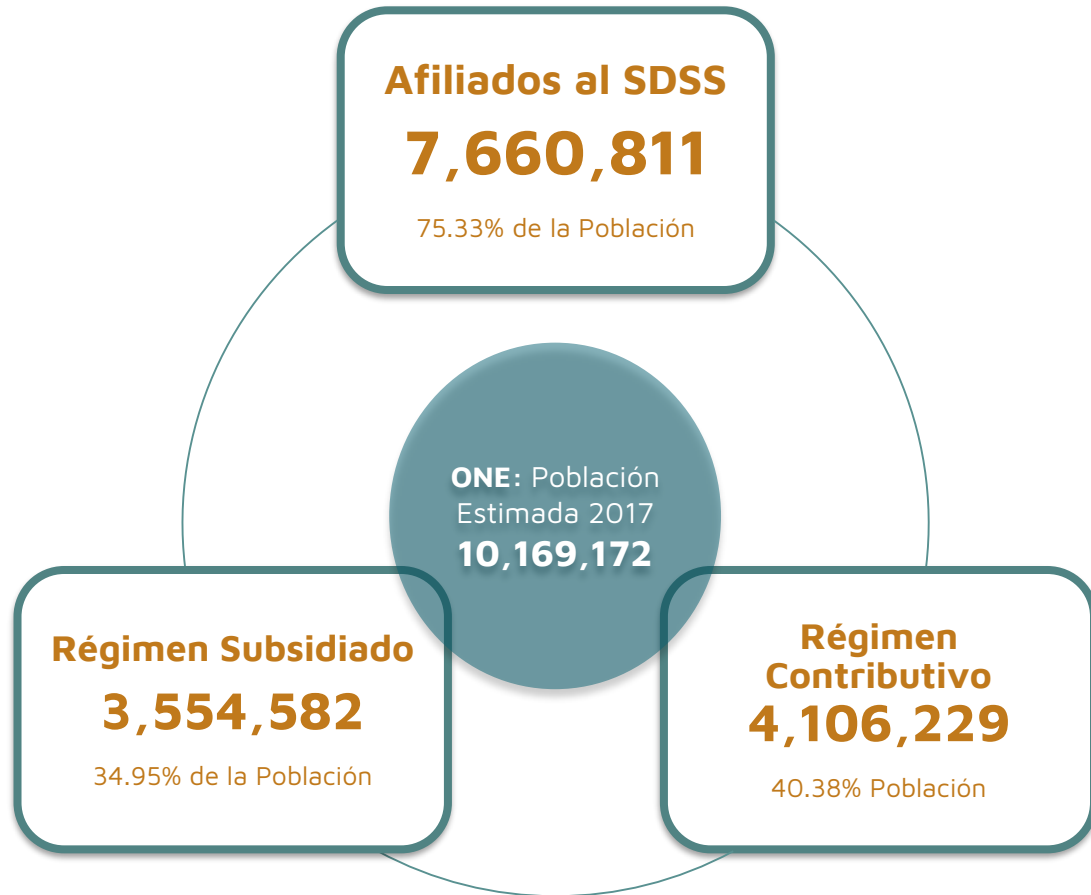 Afiliados al SDSS
7,660,811
75.33% de la Población
ONE: Población
Estimada 2017
10,169,172
Régimen Subsidiado
3,554,582
34.95% de la Población
Régimen
Contributivo
4,106,229
40.38% Población